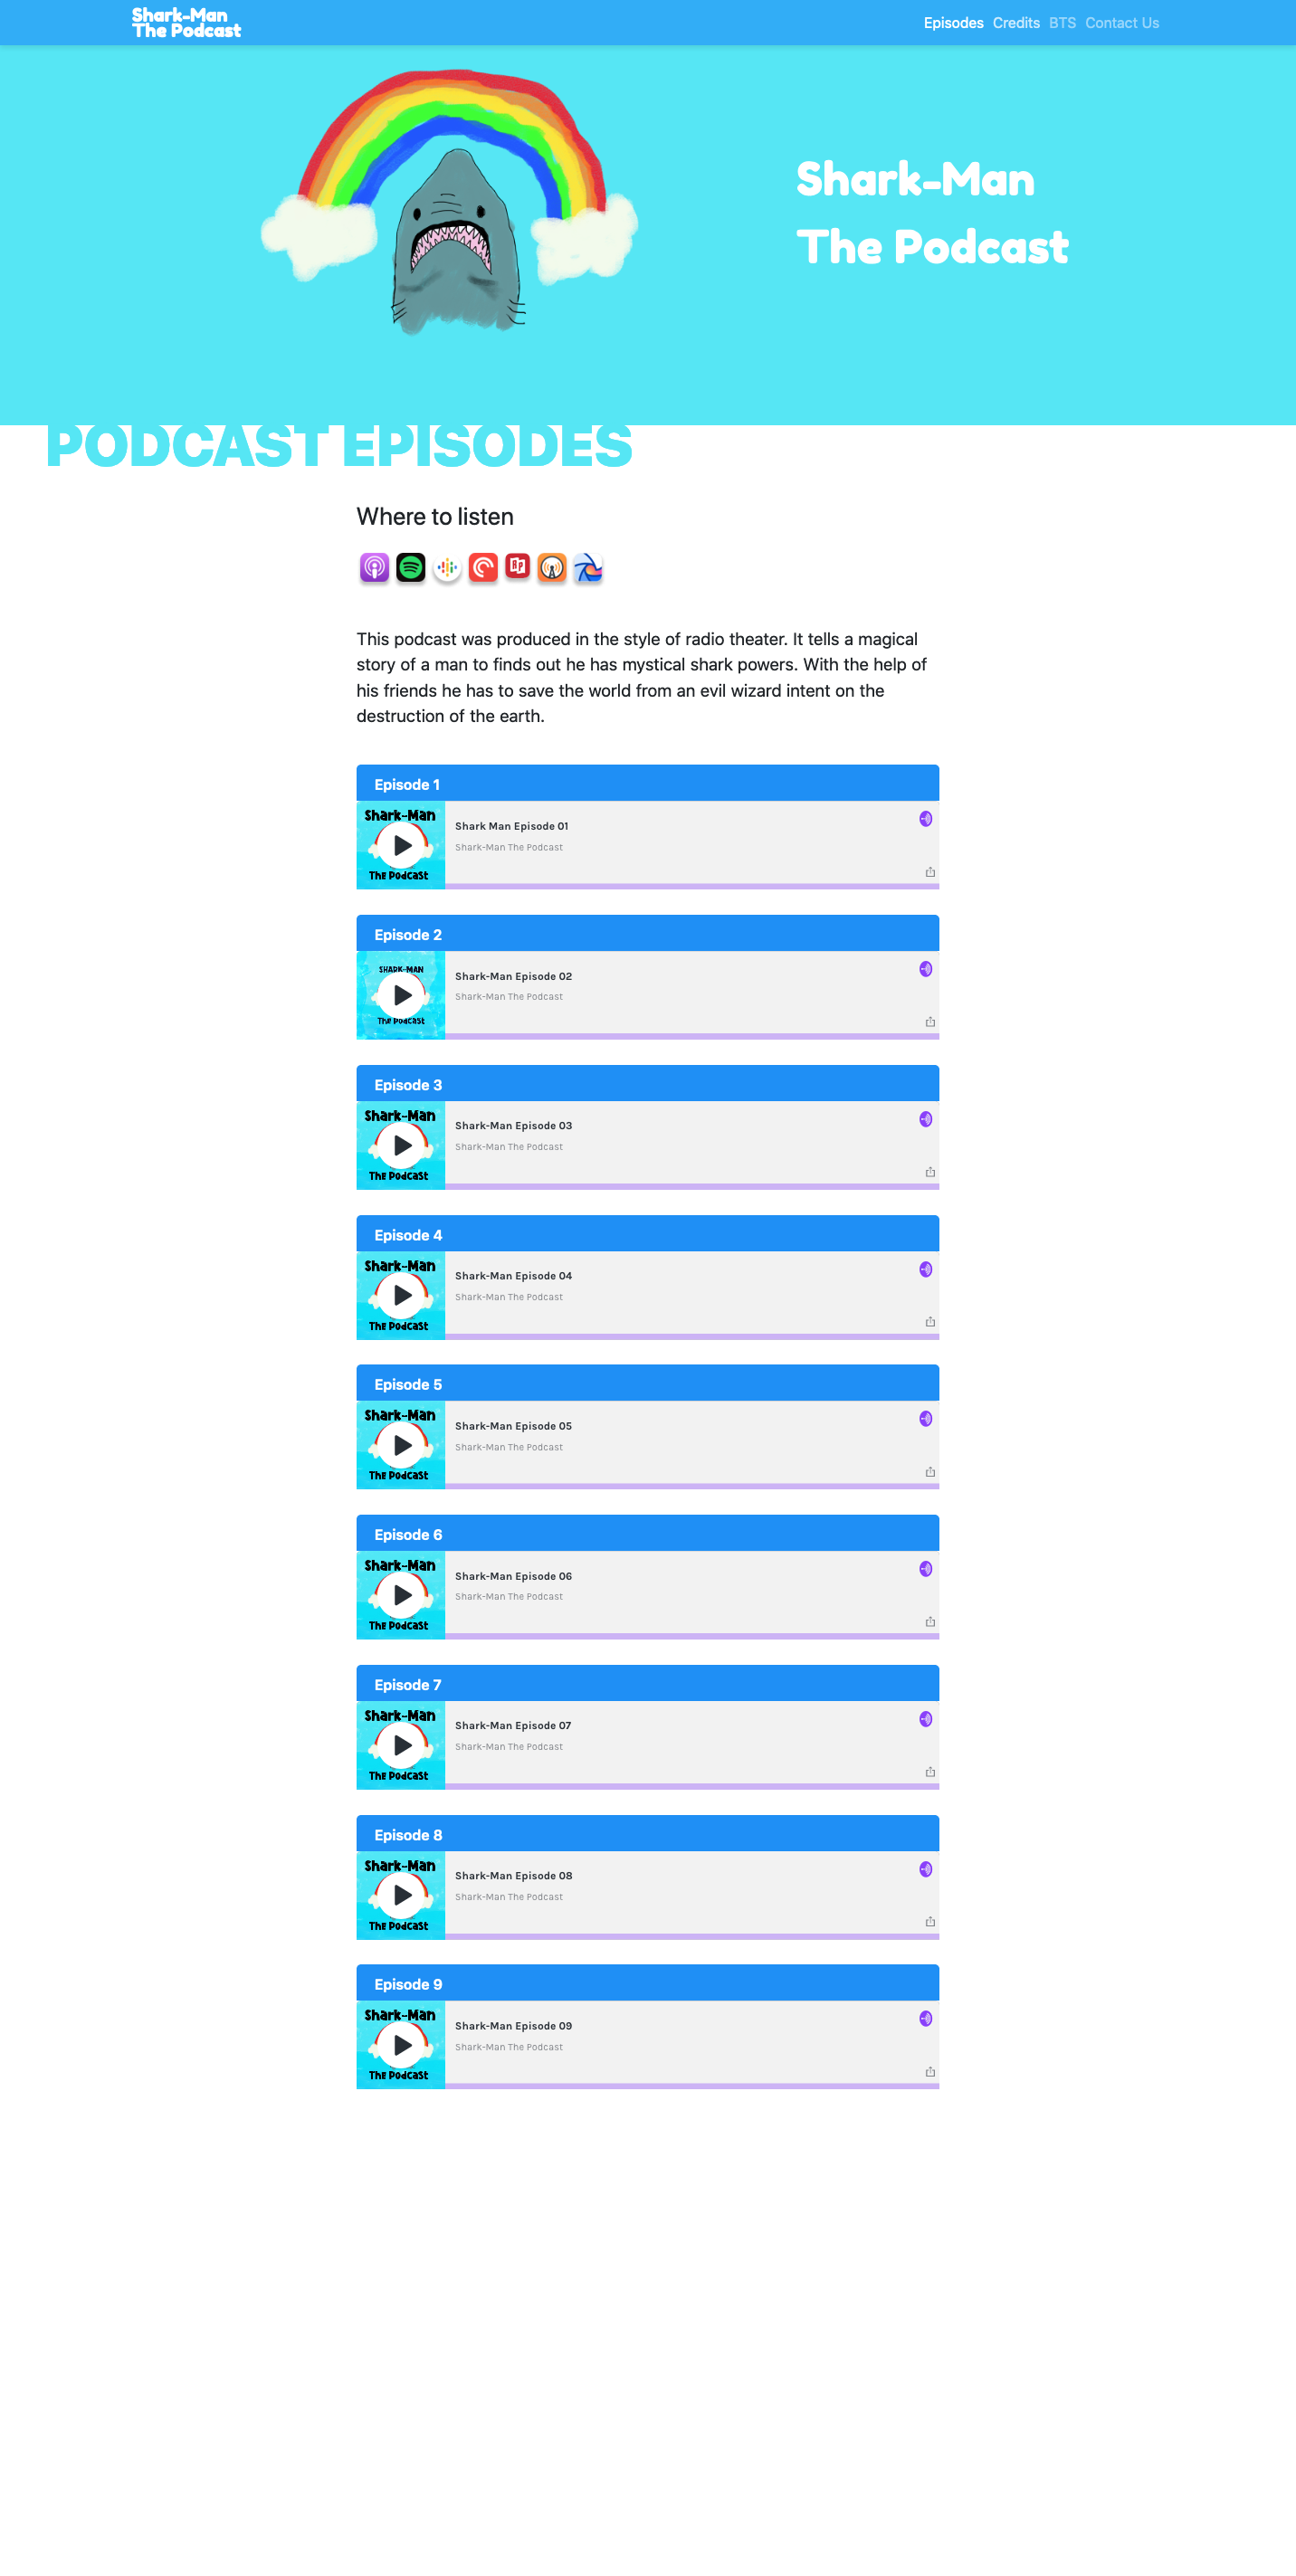 Shark-Man
The Podcast
Episodes Credits BTS Contact Us
Shark-Man
The Podcast
PODCAST EPISODES
Where to listen
This podcast was produced in the style of radio theater. It tells a magical
story of a man to finds out he has mystical shark powers. With the help of
his friends he has to save the world from an evil wizard intent on the
destruction of the earth.
Episode 1
Shark-Man
The Podcast
Shark Man Episode 01
Shark-Man The Podcast
Episode 2
SHARK-MAN
The Podcast
Shark-Man Episode 02
Shark-Man The Podcast
Episode 3
Shark-Man
The Podcast
Shark-Man Episode 03
Shark-Man The Podcast
Episode 4
Shark-Man
The Podcast
Shark-Man Episode 04
Shark-Man The Podcast
Episode 5
Shark-Man
The Podcast
Shark-Man Episode 05
Shark-Man The Podcast
Episode 6
Shark-Man
The Podcast
Shark-Man Episode 06
Shark-Man The Podcast
Episode 7
Shark-Man
The Podcast
Shark-Man Episode 07
Shark-Man The Podcast
Episode 8
Shark-Man
The Podcast
Shark-Man Episode 08
Shark-Man The Podcast
Episode 9
Shark-Man
The Podcast
Shark-Man Episode 09
Shark-Man The Podcast